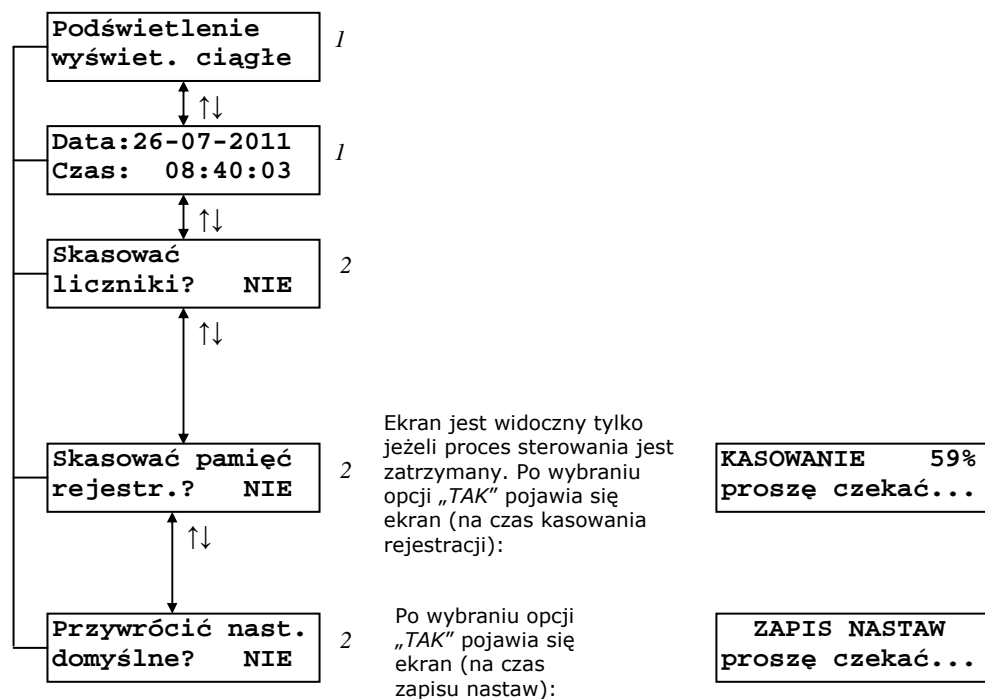 Podświetlenie
wyświet. ciągłe
1
↑↓
Data:26-07-2011
Czas: 08:40:03
1
↑↓
Skasować
liczniki? NIE
2
↑↓
Skasować pamięć
rejestr.? NIE
2
Ekran jest widoczny tylko
jeżeli proces sterowania jest
zatrzymany. Po wybraniu
opcji „TAK” pojawia się
ekran (na czas kasowania
rejestracji):
KASOWANIE 59%
proszę czekać...
↑↓
Przywrócić nast.
domyślne? NIE
2
Po wybraniu opcji
„TAK” pojawia się
ekran (na czas
zapisu nastaw):
ZAPIS NASTAW
proszę czekać...